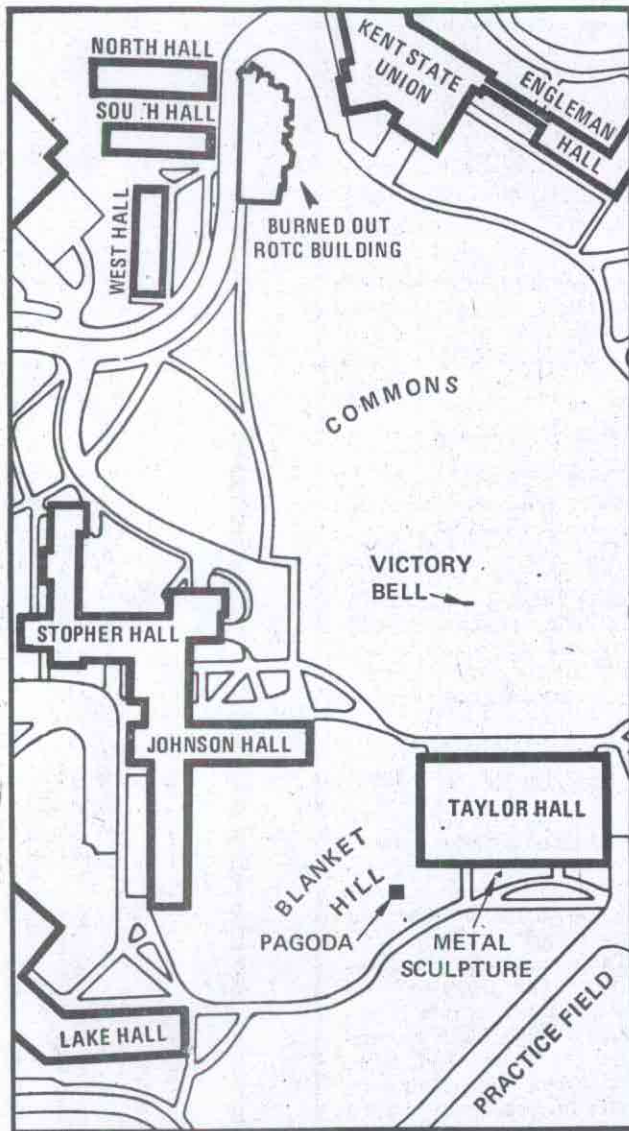 NORTH HALL
SOUTH HALL
WEST HALL
KENT STATE
UNION
ENGLEMAN
HALL
BURNED OUT
ROTC BUILDING
COMMONS
VICTORY
BELL
STOPHER HALL
JOHNSON HALL
TAYLOR HALL
BLANKET
HILL
PAGODA
METAL
SCULPTURE
LAKE HALL
PRACTICE FIELD